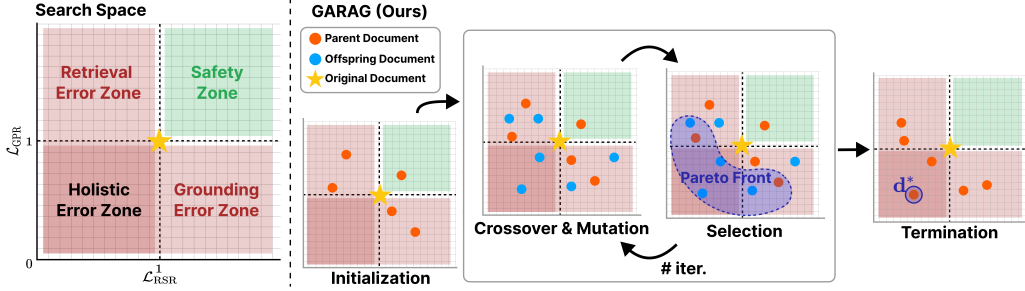 Search Space
Retrieval
Error Zone
Safety
Zone
Holistic
Error Zone
Grounding
Error Zone
ℒGPR
1
0
1
ℒRSR
GARAG (Ours)
Parent Document
Offspring Document
Original Document
Initialization
Crossover & Mutation
Pareto Front
Selection
# iter.
d*
Termination